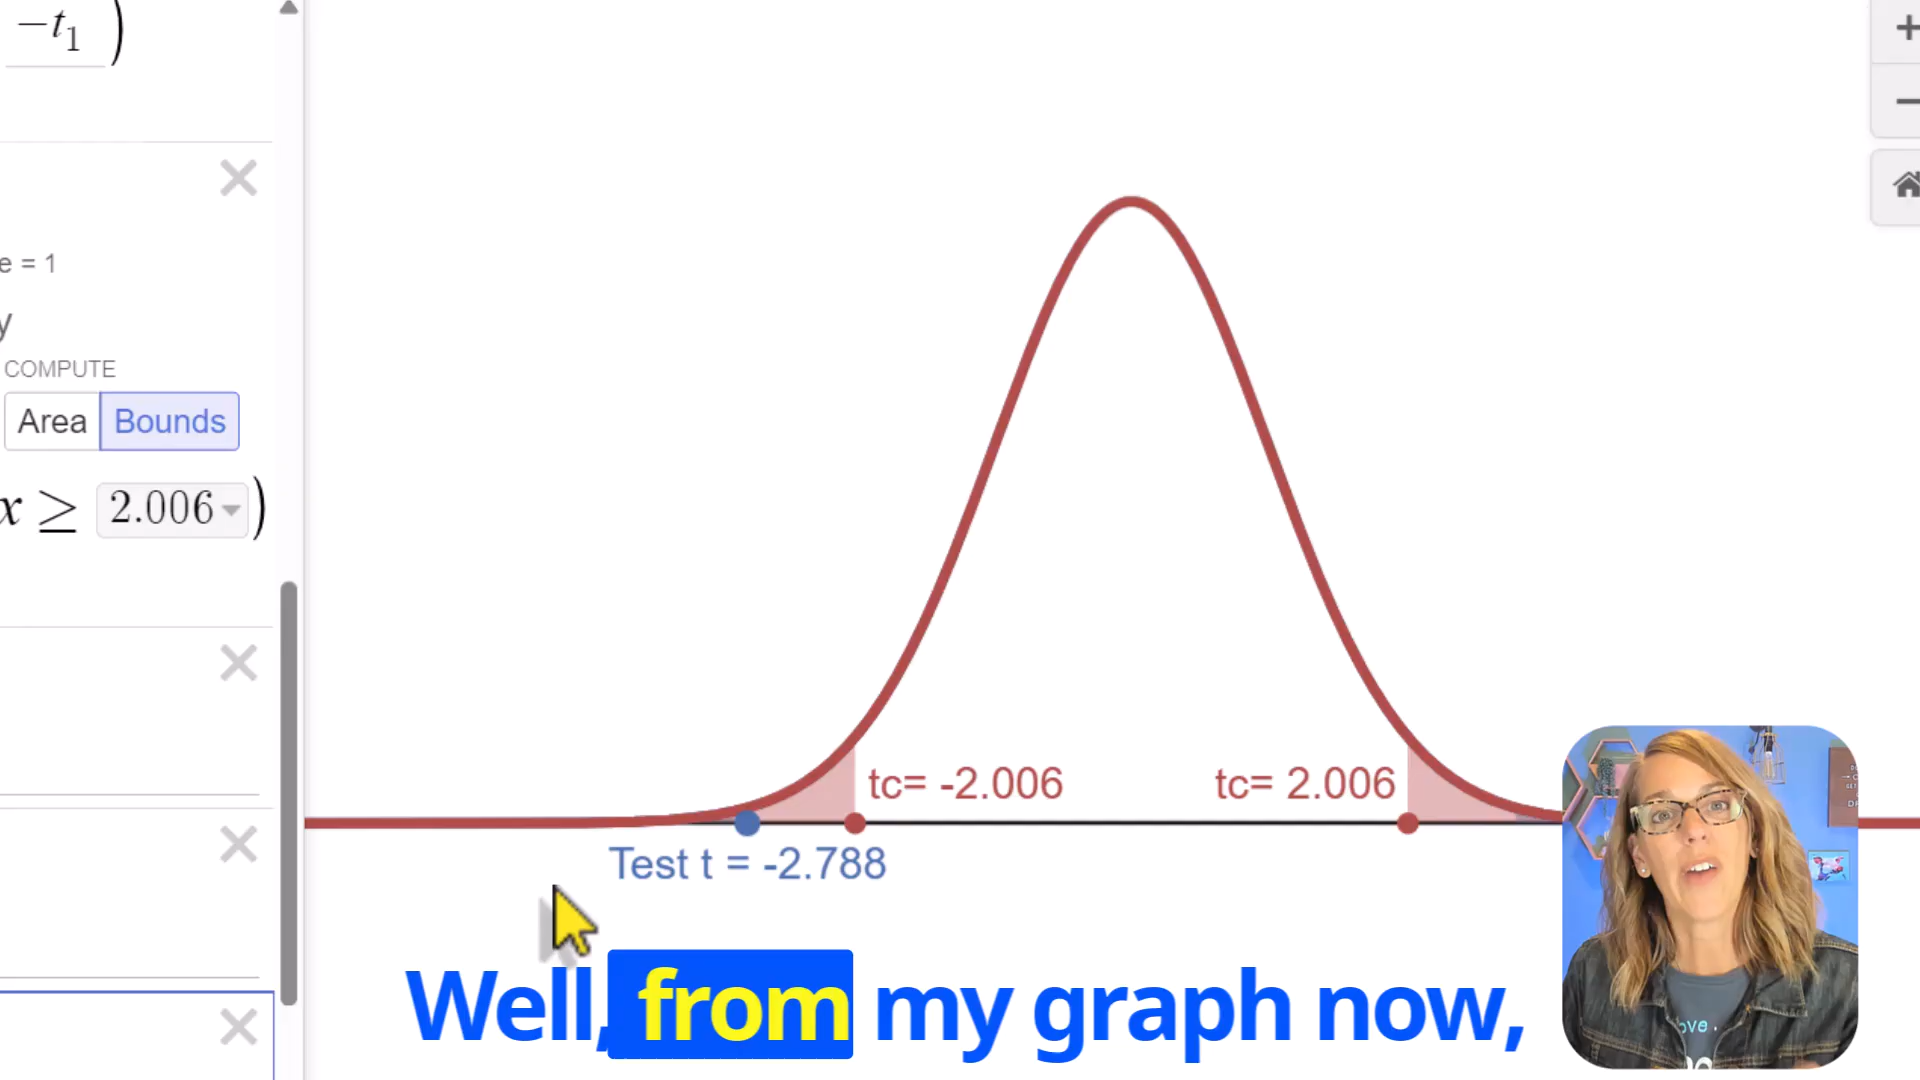 −t₁ )
e = 1
y
COMPUTE
Area Bounds
x ≥ 2.006 )
tc= -2.006
tc= 2.006
Test t = -2.788
Well, from my graph now,
ove